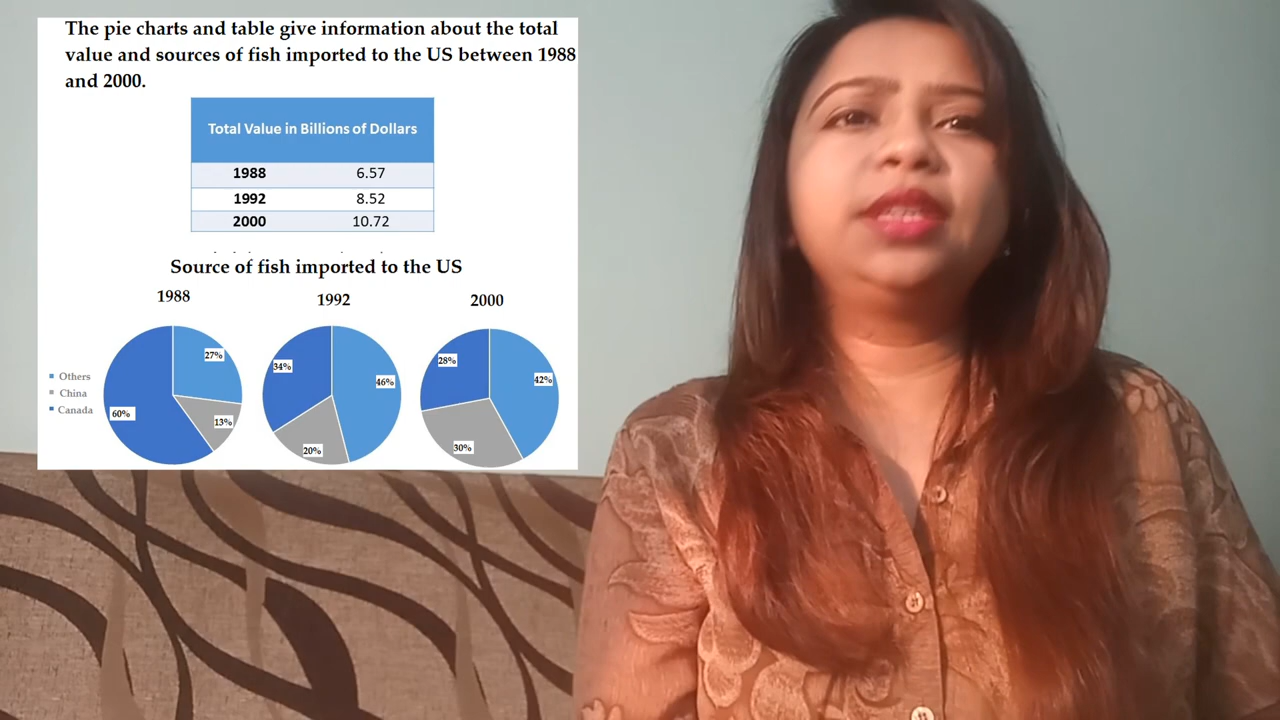 The pie charts and table give information about the total
value and sources of fish imported to the US between 1988
and 2000.
Total Value in Billions of Dollars
1988 6.57
1992 8.52
2000 10.72
Source of fish imported to the US
1988 1992 2000
Others
China
Canada
27%
13%
60%
46%
20%
34%
42%
30%
28%